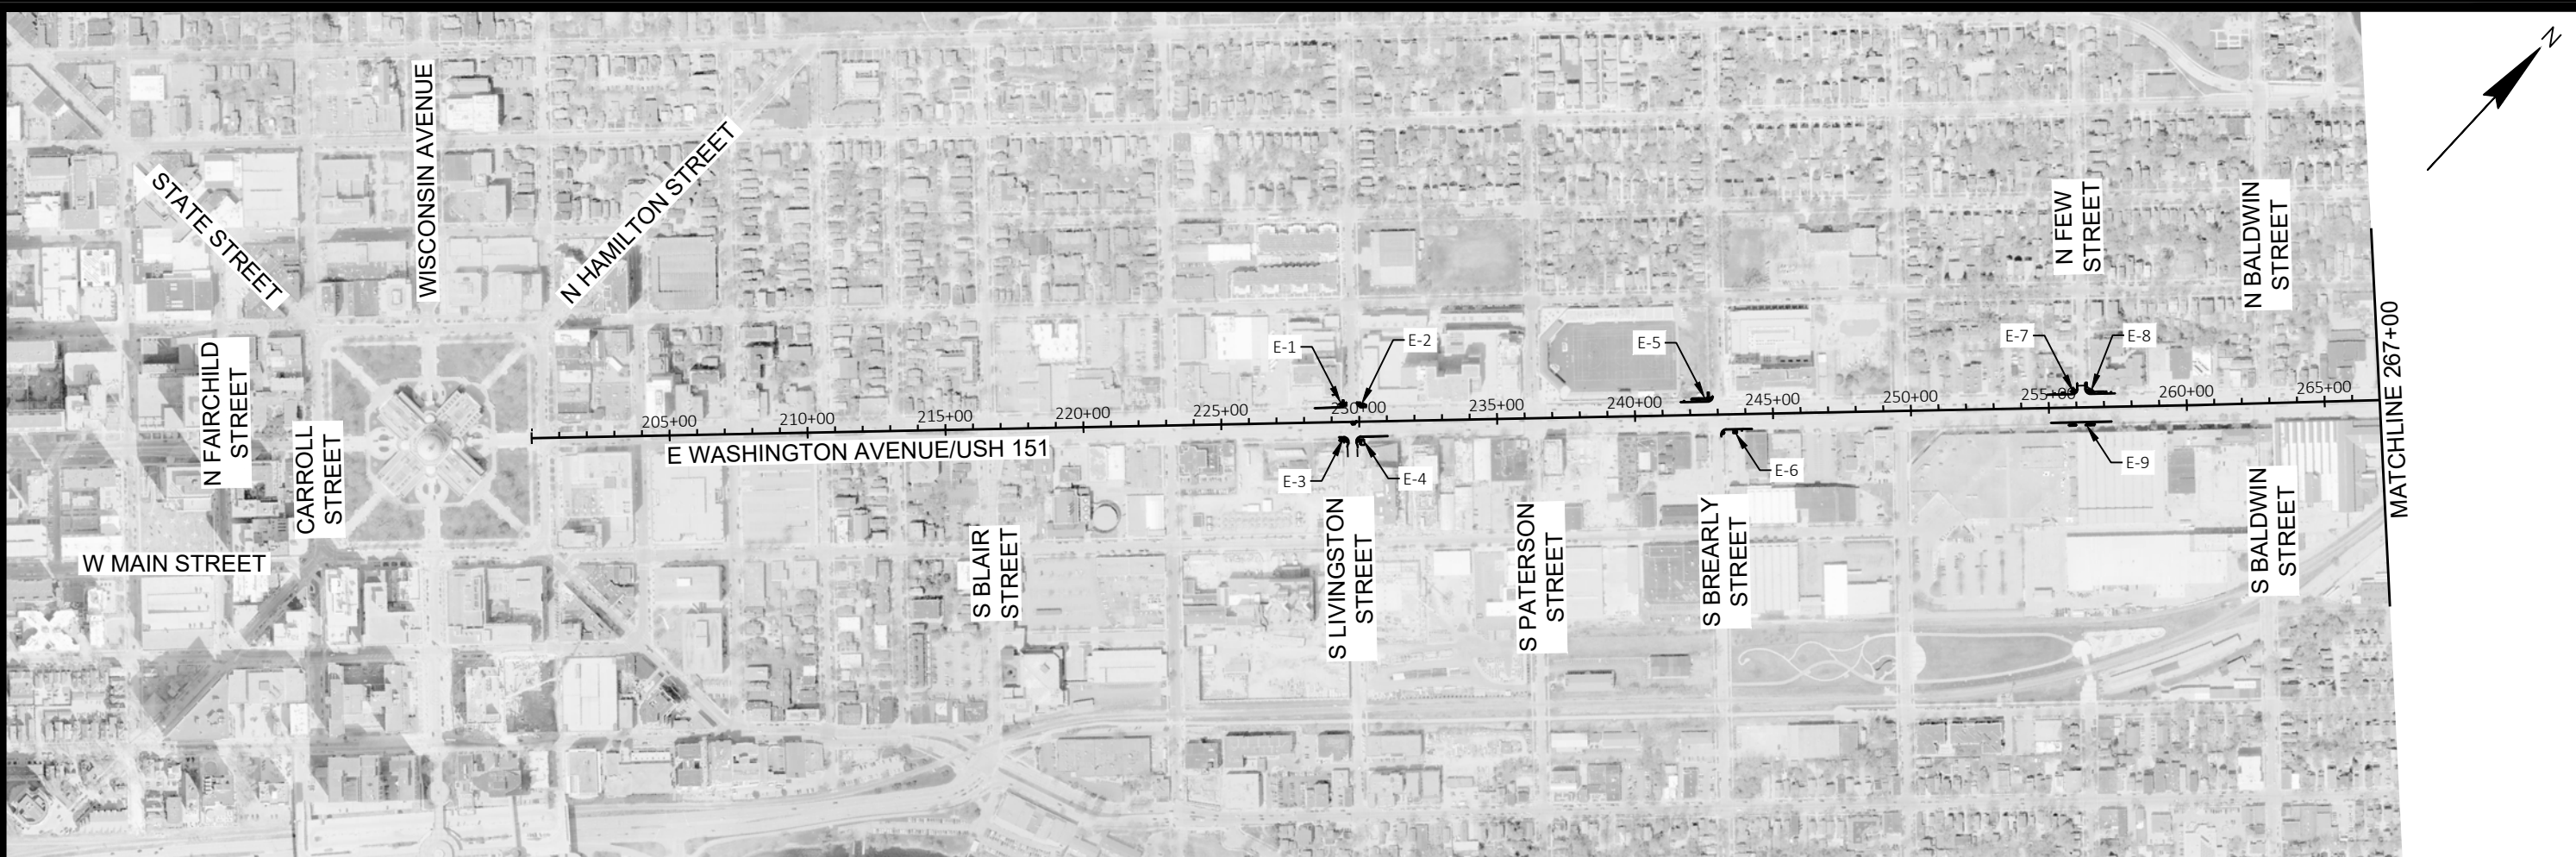 N
WISCONSIN AVENUE
N HAMILTON STREET
STATE STREET
N FEW
STREET
N BALDWIN
STREET
N FAIRCHILD
STREET
CARROLL
STREET
E-1
E-2
E-5
E-7
E-8
205+00
210+00
215+00
220+00
225+00
230+00
235+00
240+00
245+00
250+00
255+00
260+00
265+00
MATCHLINE 267+00
E WASHINGTON AVENUE/USH 151
E-3
E-4
E-6
E-9
W MAIN STREET
S BLAIR
STREET
S LIVINGSTON
STREET
S PATERSON
STREET
S BREARLY
STREET
S BALDWIN
STREET